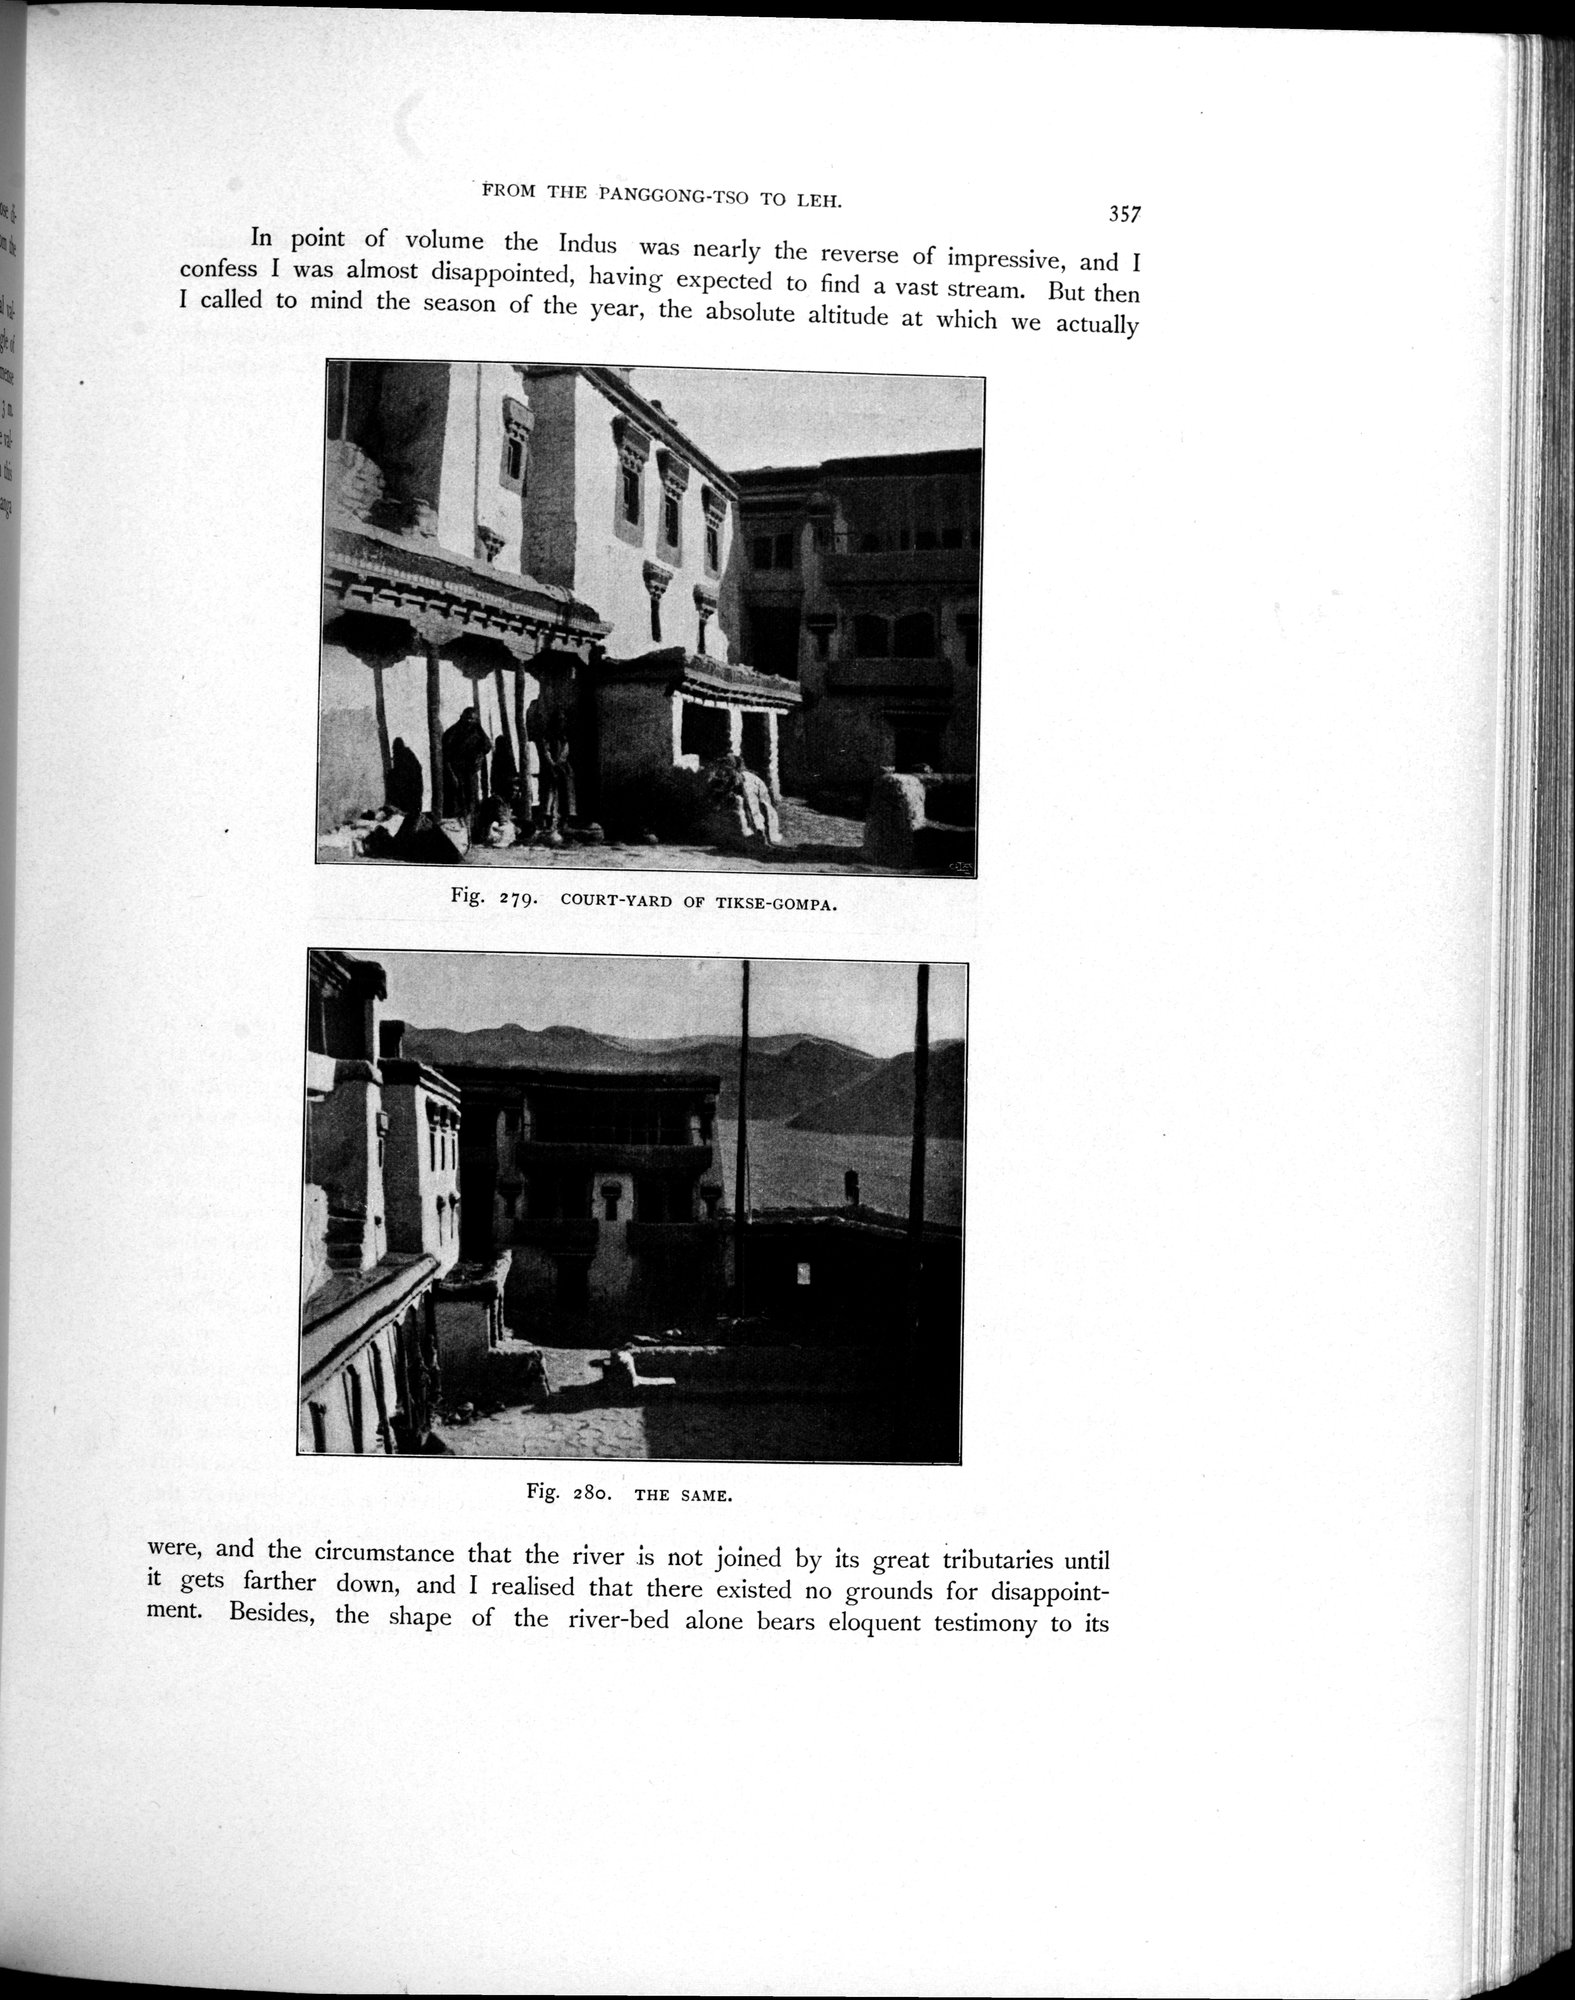 FROM THE PANGGONG-TSO TO LEH.
357
In point of volume the Indus was nearly the reverse of impressive, and I
confess I was almost disappointed, having expected to find a vast stream. But then
I called to mind the season of the year, the absolute altitude at which we actually
Fig. 279. COURT-YARD OF TIKSE-GOMPA.
Fig. 280. THE SAME.
were, and the circumstance that the river is not joined by its great tributaries until
it gets farther down, and I realised that there existed no grounds for disappoint-
ment. Besides, the shape of the river-bed alone bears eloquent testimony to its